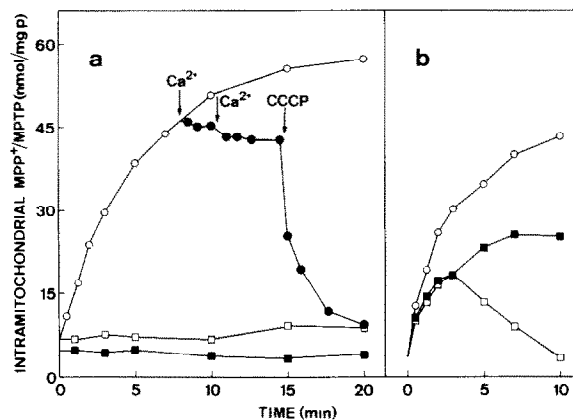 INTRAMITOCHONDRIAL MPP+/MPTP (nmol/mg p)
60
45
30
15
0
a
Ca2+
Ca2+
CCCP
0 5 10 15 20
b
0 5 10
TIME (min)